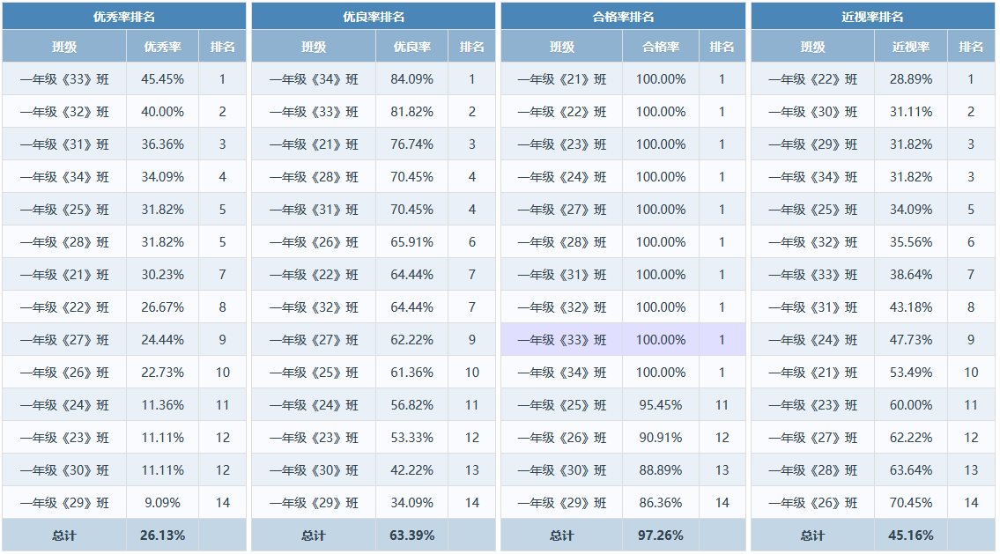 优秀率排名 优良率排名 合格率排名 近视率排名
班级 优秀率 排名 班级 优良率 排名 班级 合格率 排名 班级 近视率 排名
一年级《33》班 45.45% 1 一年级《34》班 84.09% 1 一年级《21》班 100.00% 1 一年级《22》班 28.89% 1
一年级《32》班 40.00% 2 一年级《33》班 81.82% 2 一年级《22》班 100.00% 1 一年级《30》班 31.11% 2
一年级《31》班 36.36% 3 一年级《21》班 76.74% 3 一年级《23》班 100.00% 1 一年级《29》班 31.82% 3
一年级《34》班 34.09% 4 一年级《28》班 70.45% 4 一年级《24》班 100.00% 1 一年级《34》班 31.82% 3
一年级《25》班 31.82% 5 一年级《31》班 70.45% 4 一年级《27》班 100.00% 1 一年级《25》班 34.09% 5
一年级《28》班 31.82% 5 一年级《26》班 65.91% 6 一年级《28》班 100.00% 1 一年级《32》班 35.56% 6
一年级《21》班 30.23% 7 一年级《22》班 64.44% 7 一年级《31》班 100.00% 1 一年级《33》班 38.64% 7
一年级《22》班 26.67% 8 一年级《32》班 64.44% 7 一年级《32》班 100.00% 1 一年级《31》班 43.18% 8
一年级《27》班 24.44% 9 一年级《27》班 62.22% 9 一年级《33》班 100.00% 1 一年级《24》班 47.73% 9
一年级《26》班 22.73% 10 一年级《25》班 61.36% 10 一年级《34》班 100.00% 1 一年级《21》班 53.49% 10
一年级《24》班 11.36% 11 一年级《24》班 56.82% 11 一年级《25》班 95.45% 11 一年级《23》班 60.00% 11
一年级《23》班 11.11% 12 一年级《23》班 53.33% 12 一年级《26》班 90.91% 12 一年级《27》班 62.22% 12
一年级《30》班 11.11% 12 一年级《30》班 42.22% 13 一年级《30》班 88.89% 13 一年级《28》班 63.64% 13
一年级《29》班 9.09% 14 一年级《29》班 34.09% 14 一年级《29》班 86.36% 14 一年级《26》班 70.45% 14
总计 26.13% 总计 63.39% 总计 97.26% 总计 45.16%